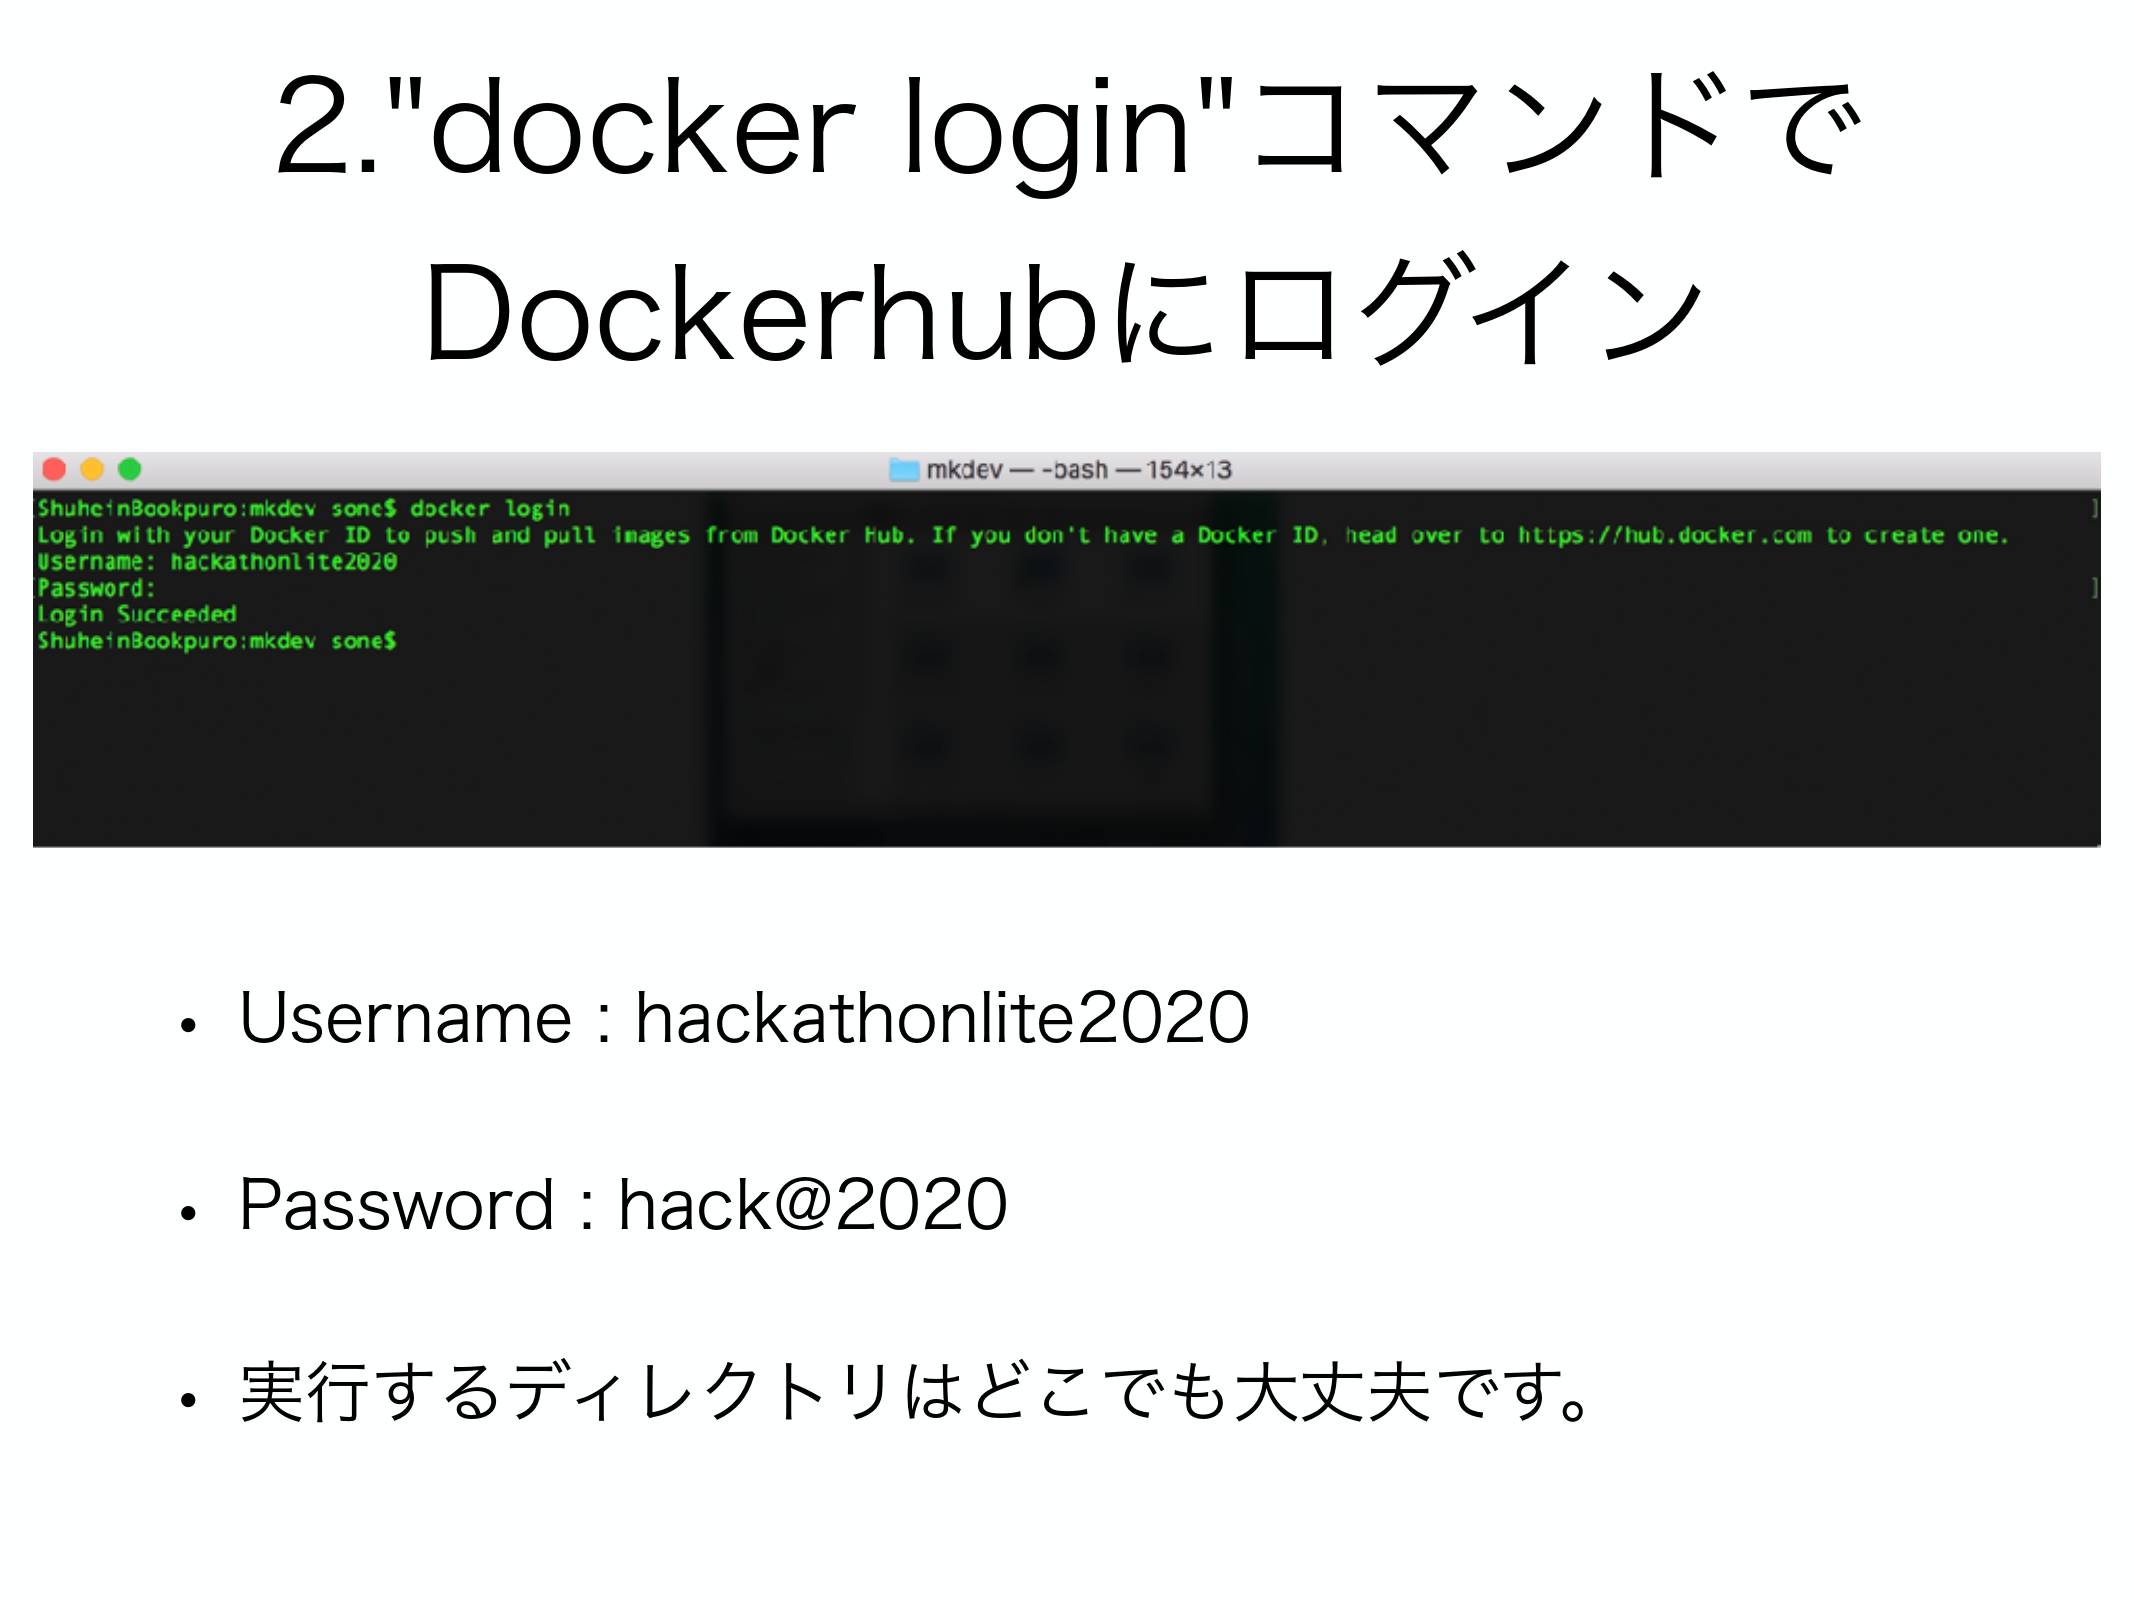 2."docker login"コマンドで
Dockerhubにログイン
mkdev — -bash — 154×13
ShuheinBookpuro:mkdev sone$ docker login
Login with your Docker ID to push and pull images from Docker Hub. If you don't have a Docker ID, head over to https://hub.docker.com to create one.
Username: hackathonlite2020
Password:
Login Succeeded
ShuheinBookpuro:mkdev sone$
• Username : hackathonlite2020
• Password : hack@2020
• 実行するディレクトリはどこでも大丈夫です。